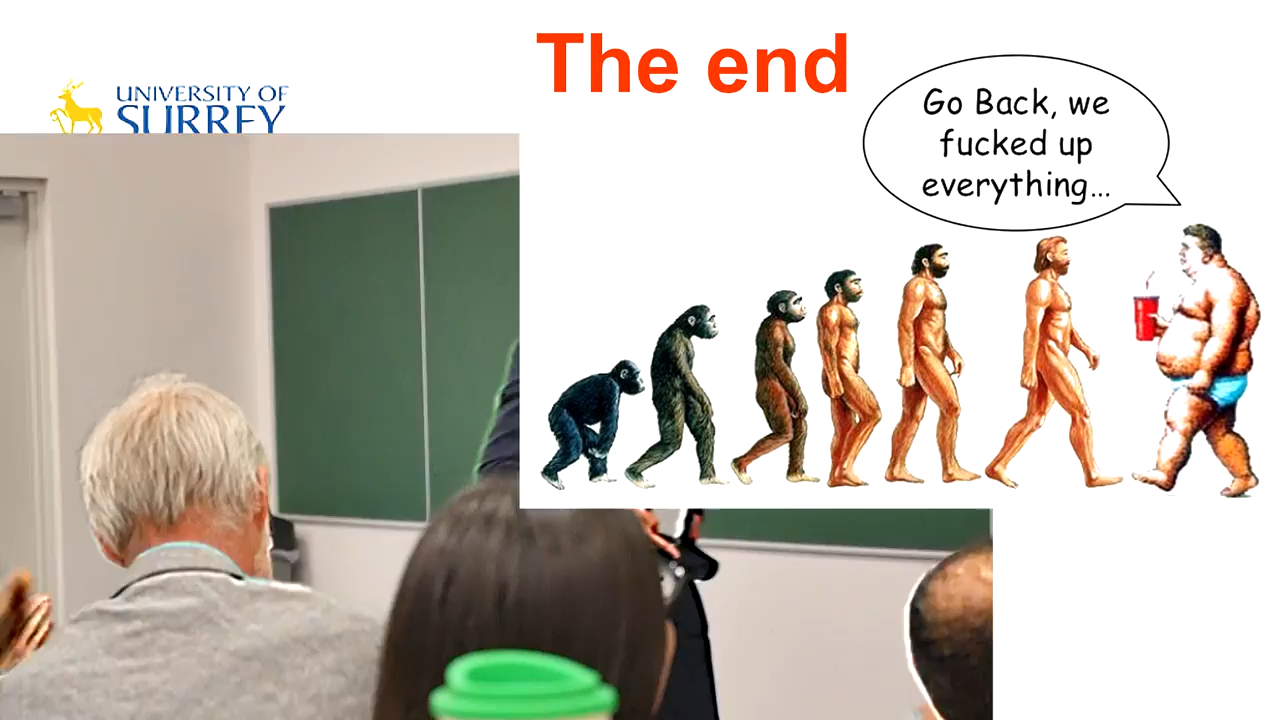 The end
UNIVERSITY OF
SURREY
Go Back, we
fucked up
everything...